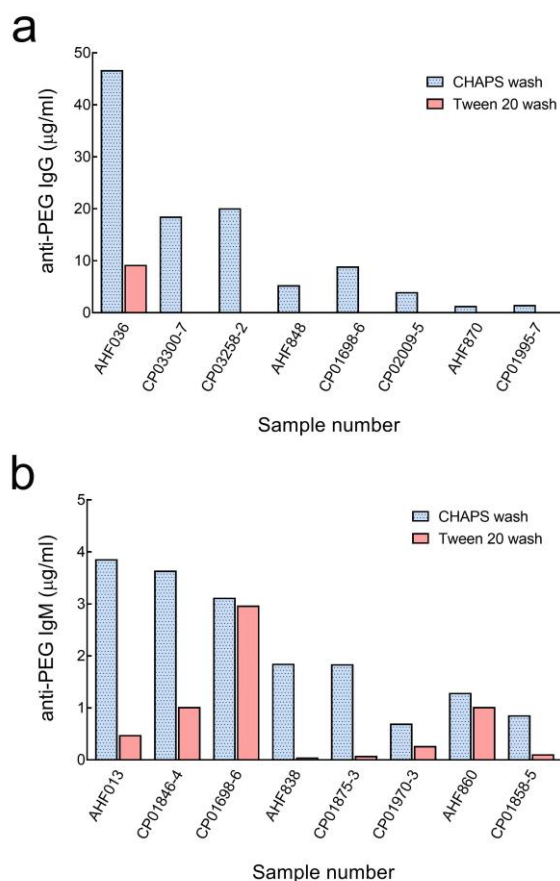 a
anti-PEG IgG (μg/ml)
50
40
30
20
10
0
CHAPS wash
Tween 20 wash
AHF036
CP03300-7
CP03258-2
AHF848
CP01698-6
CP02009-5
AHF870
CP01995-7
Sample number
b
anti-PEG IgM (μg/ml)
5
4
3
2
1
0
CHAPS wash
Tween 20 wash
AHF013
CP01846-4
CP01698-6
AHF838
CP01875-3
CP01970-3
AHF860
CP01858-5
Sample number